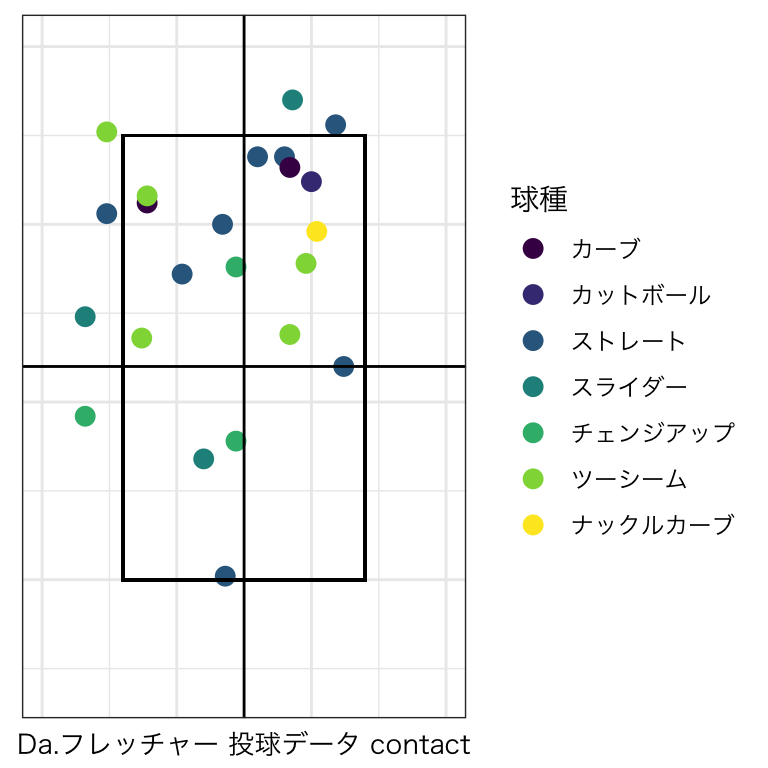 球種
カーブ
カットボール
ストレート
スライダー
チェンジアップ
ツーシーム
ナックルカーブ
Da.フレッチャー 投球データ contact